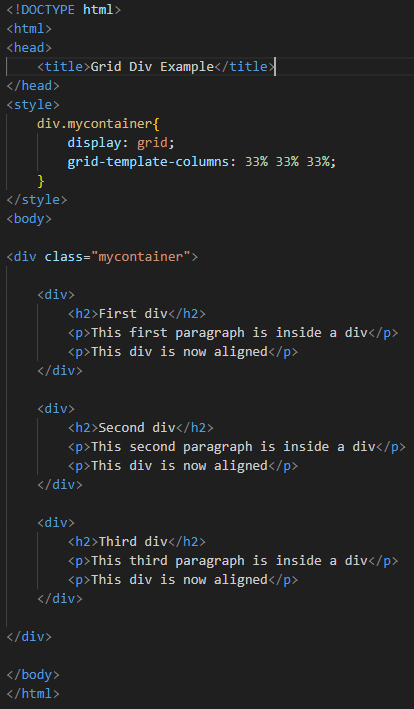 <!DOCTYPE html>
<html>
<head>
    <title>Grid Div Example</title>
</head>
<style>
    div.mycontainer{
        display: grid;
        grid-template-columns: 33% 33% 33%;
    }
</style>
<body>

<div class="mycontainer">

    <div>
        <h2>First div</h2>
        <p>This first paragraph is inside a div</p>
        <p>This div is now aligned</p>
    </div>

    <div>
        <h2>Second div</h2>
        <p>This second paragraph is inside a div</p>
        <p>This div is now aligned</p>
    </div>

    <div>
        <h2>Third div</h2>
        <p>This third paragraph is inside a div</p>
        <p>This div is now aligned</p>
    </div>

</div>

</body>
</html>